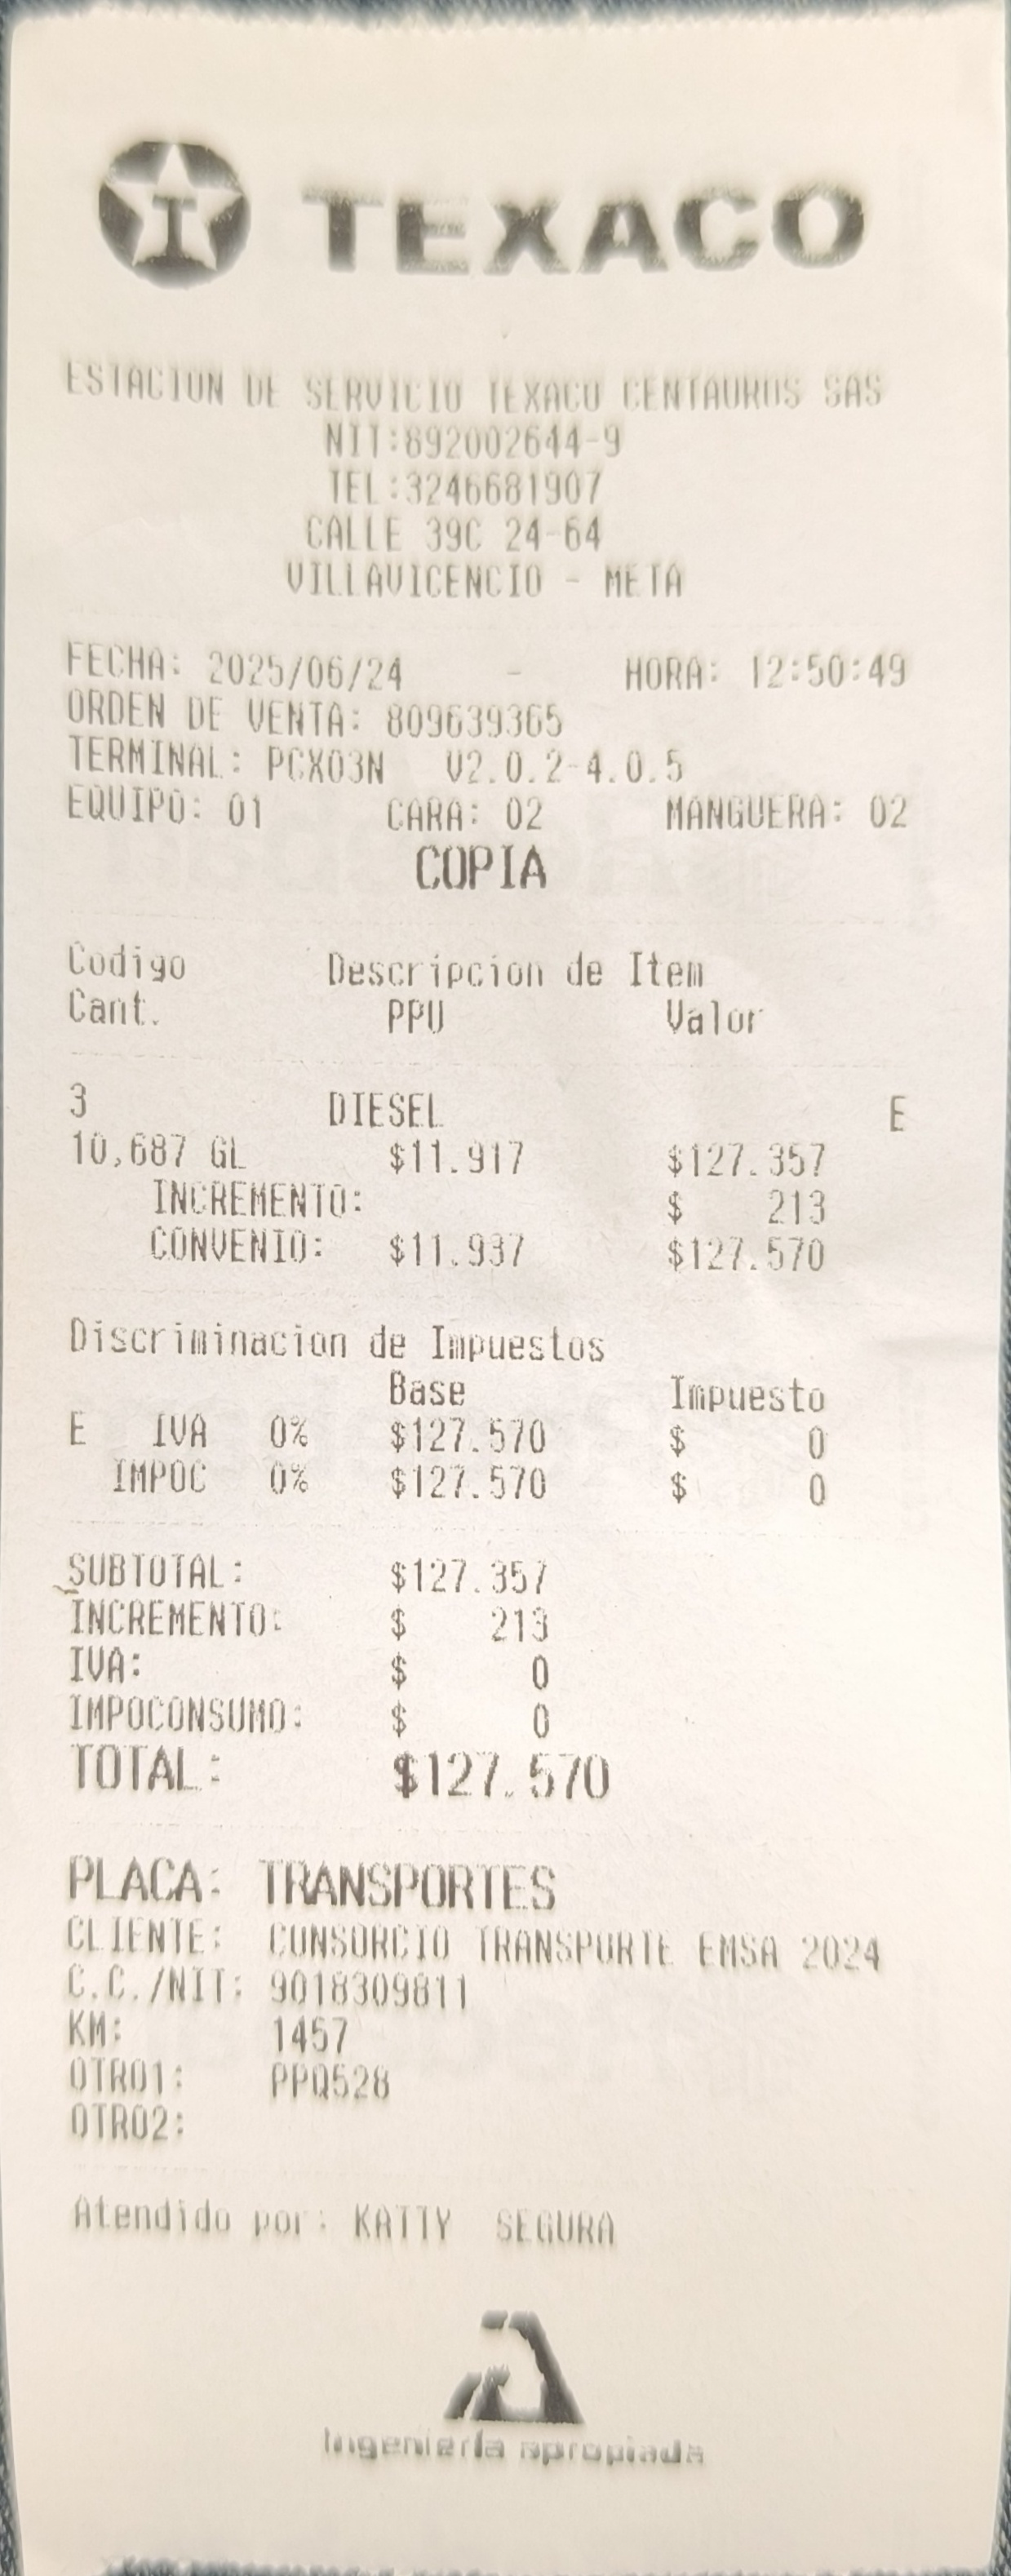 TEXACO
ESTACION DE SERVICIO TEXACO CENTAUROS SAS
NIT:892002644-9
TEL:3246681907
CALLE 39C 24-64
VILLAVICENCIO - META
FECHA: 2025/06/24 - HORA: 12:50:49
ORDEN DE VENTA: 809639365
TERMINAL: PCX03N V2.0.2-4.0.5
EQUIPO: 01 CARA: 02 MANGUERA: 02
COPIA
Codigo Descripcion de Item
Cant. PPU Valor
3 DIESEL E
10,687 GL $11.917 $127.357
INCREMENTO: $ 213
CONVENIO: $11.937 $127.570
Discriminacion de Impuestos
Base Impuesto
E IVA 0% $127.570 $ 0
IMPOC 0% $127.570 $ 0
SUBTOTAL: $127.357
INCREMENTO: $ 213
IVA: $ 0
IMPOCONSUMO: $ 0
TOTAL: $127.570
PLACA: TRANSPORTES
CLIENTE: CONSORCIO TRANSPORTE EMSA 2024
C.C./NIT: 9018309811
KM: 1457
OTRO1: PPQ528
OTRO2:
Atendido por: KATTY SEGURA
Ingeniería apropiada